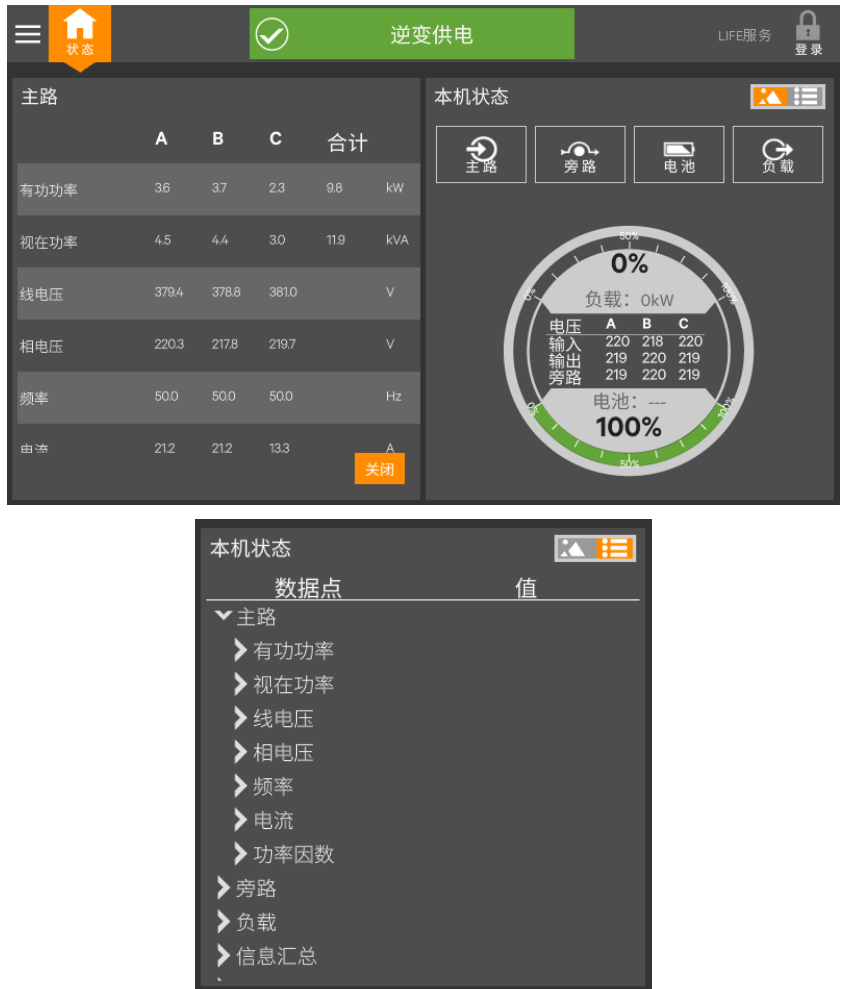 状态
逆变供电
LIFE服务
登录
主路
A B C 合计
有功功率 3.6 3.7 2.3 9.8 kW
视在功率 4.5 4.4 3.0 11.9 kVA
线电压 379.4 378.8 381.0 V
相电压 220.3 217.8 219.7 V
频率 50.0 50.0 50.0 Hz
电流 21.2 21.2 13.3 A
关闭
本机状态
主路 旁路 电池 负载
50%
0%
0% 100%
负载: 0kW
电压 A B C
输入 220 218 220
输出 219 220 219
旁路 219 220 219
电池: ---
0% 100%
100%
50%
本机状态
数据点 值
主路
有功功率
视在功率
线电压
相电压
频率
电流
功率因数
旁路
负载
信息汇总